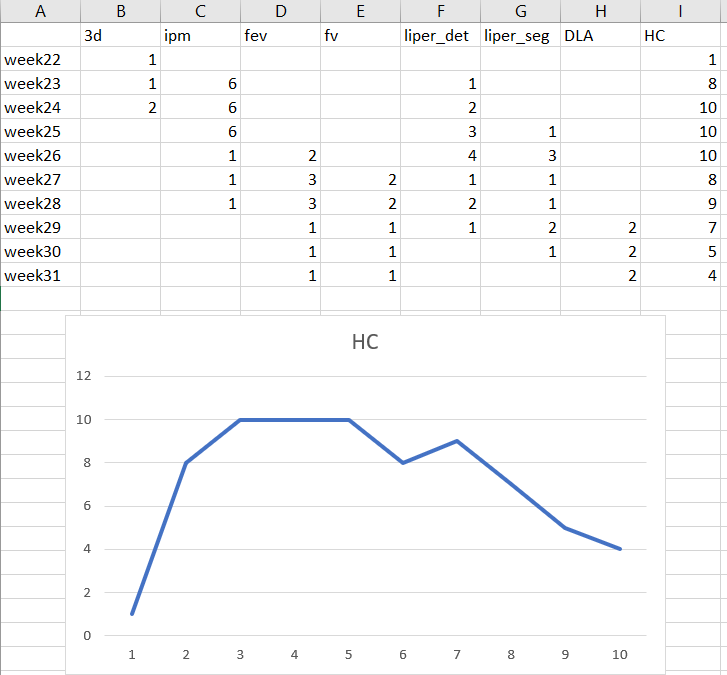 A B C D E F G H I
3d ipm fev fv liper_det liper_seg DLA HC
week22 1 1
week23 1 6 1 8
week24 2 6 2 10
week25 6 3 1 10
week26 1 2 4 3 10
week27 1 3 2 1 1 8
week28 1 3 2 2 1 9
week29 1 1 1 2 2 7
week30 1 1 1 2 5
week31 1 1 2 4
HC
12
10
8
6
4
2
0
1 2 3 4 5 6 7 8 9 10